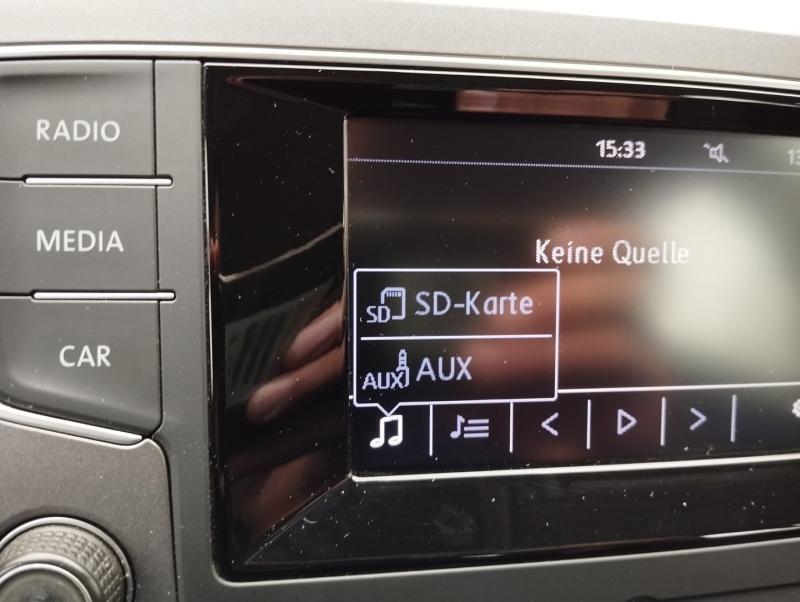 RADIO
MEDIA
CAR
15:33
Keine Quelle
SD SD-Karte
AUX AUX